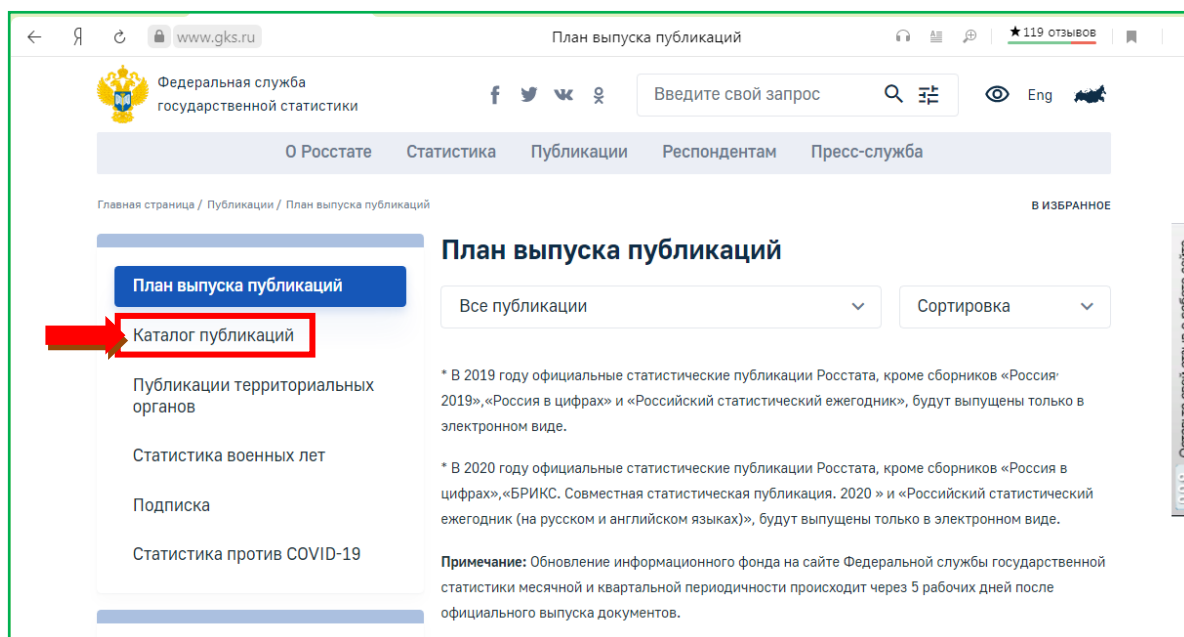 www.gks.ru
План выпуска публикаций
★119 отзывов
Федеральная служба
государственной статистики
Введите свой запрос
Eng
О Росстате Статистика Публикации Респондентам Пресс-служба
Главная страница / Публикации / План выпуска публикаций
В ИЗБРАННОЕ
План выпуска публикаций
Каталог публикаций
Публикации территориальных
органов
Статистика военных лет
Подписка
Статистика против COVID-19
План выпуска публикаций
Все публикации
Сортировка
* В 2019 году официальные статистические публикации Росстата, кроме сборников «Россия-
2019»,«Россия в цифрах» и «Российский статистический ежегодник», будут выпущены только в
электронном виде.
* В 2020 году официальные статистические публикации Росстата, кроме сборников «Россия в
цифрах»,«БРИКС. Совместная статистическая публикация. 2020 » и «Российский статистический
ежегодник (на русском и английском языках)», будут выпущены только в электронном виде.
Примечание: Обновление информационного фонда на сайте Федеральной службы государственной
статистики месячной и квартальной периодичности происходит через 5 рабочих дней после
официального выпуска документов.